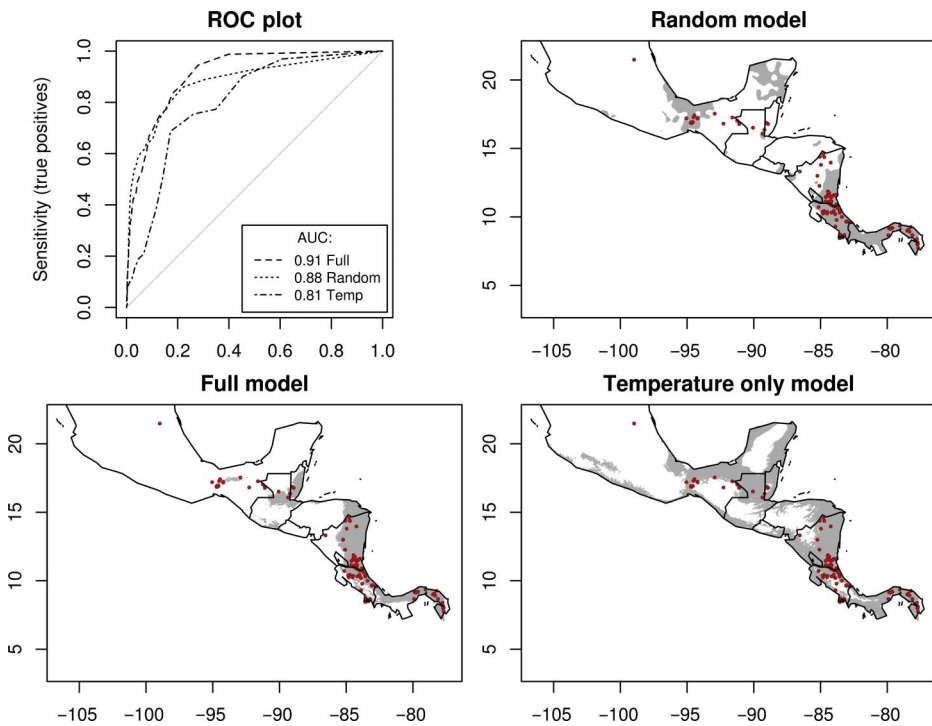 ROC plot
Sensitivity (true positives)
1.0
0.8
0.6
0.4
0.2
0.0
AUC:
0.91 Full
0.88 Random
0.81 Temp
0.0 0.2 0.4 0.6 0.8 1.0
Random model
20
15
10
5
−105 −100 −95 −90 −85 −80
Full model
20
15
10
5
−105 −100 −95 −90 −85 −80
Temperature only model
20
15
10
5
−105 −100 −95 −90 −85 −80